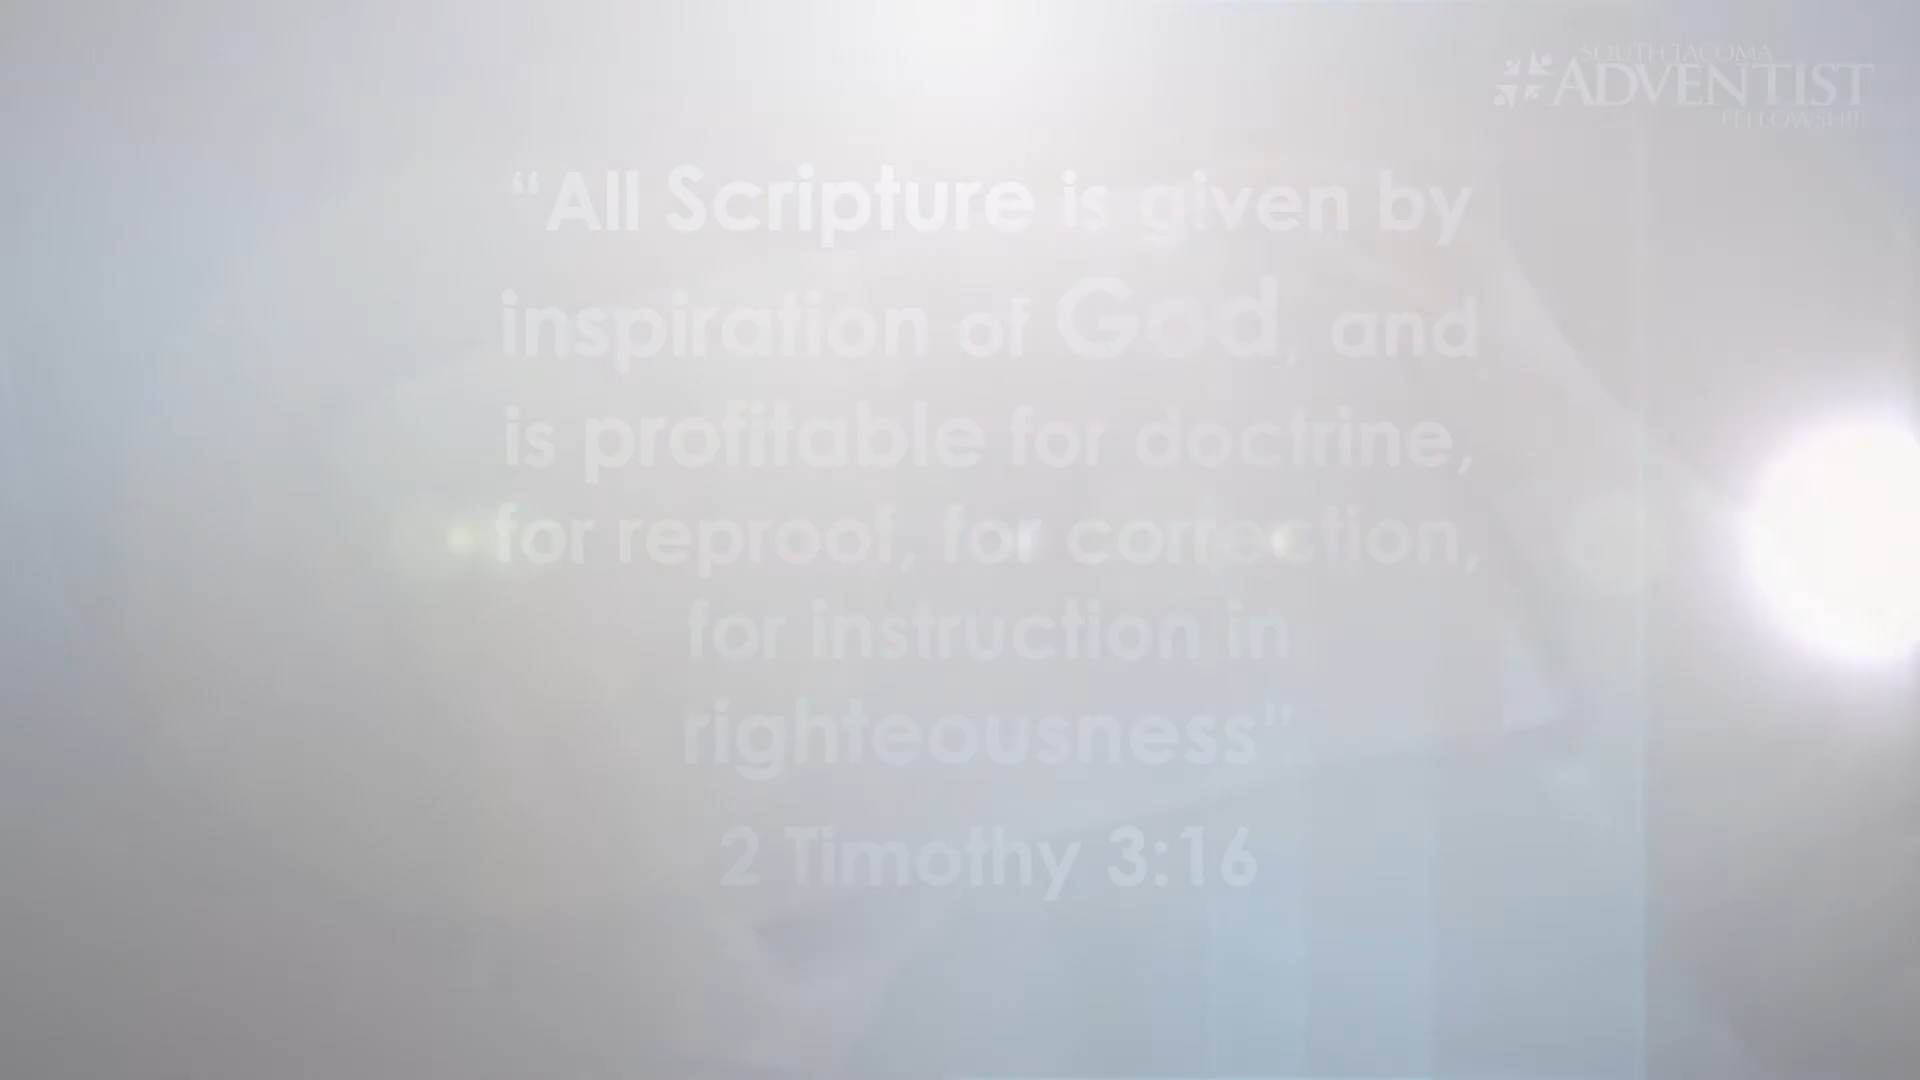 SOUTH TACOMA
ADVENTIST
FELLOWSHIP
“All Scripture is given by
inspiration of God, and
is profitable for doctrine,
for reproof, for correction,
for instruction in
righteousness”
2 Timothy 3:16